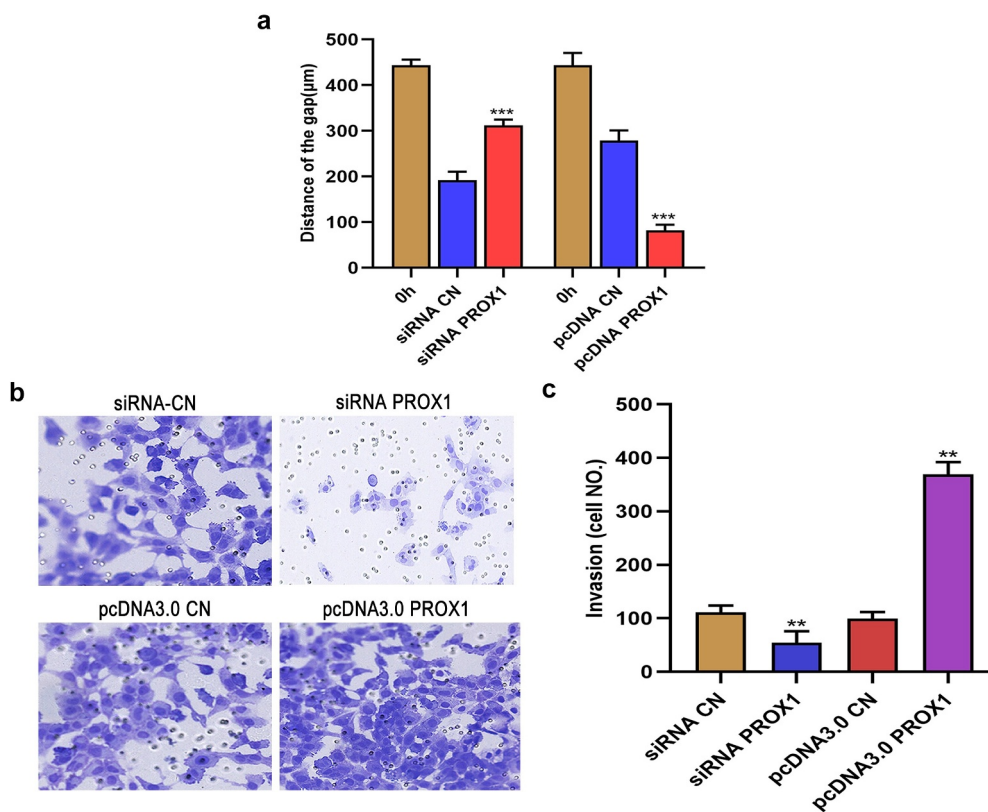 a
500
400
300
200
100
0
Distance of the gap(µm)
***
***
0h
siRNA CN
siRNA PROX1
0h
pcDNA CN
pcDNA PROX1
b
siRNA-CN
siRNA PROX1
pcDNA3.0 CN
pcDNA3.0 PROX1
c
500
400
300
200
100
0
Invasion (cell NO.)
**
**
siRNA CN
siRNA PROX1
pcDNA3.0 CN
pcDNA3.0 PROX1